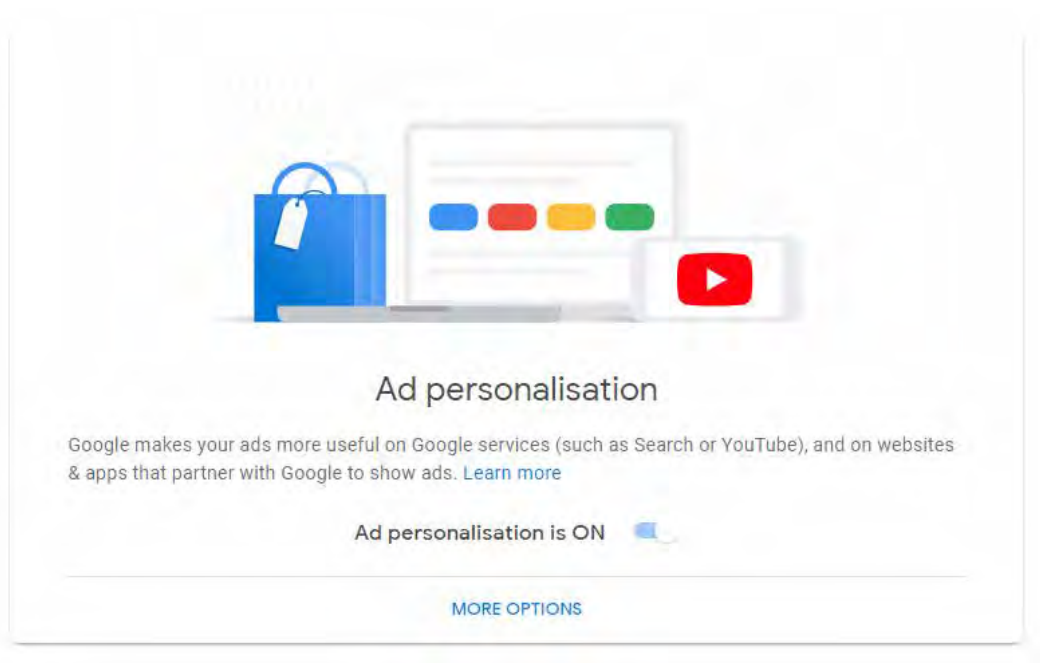 Ad personalisation
Google makes your ads more useful on Google services (such as Search or YouTube), and on websites
& apps that partner with Google to show ads. Learn more
Ad personalisation is ON
MORE OPTIONS